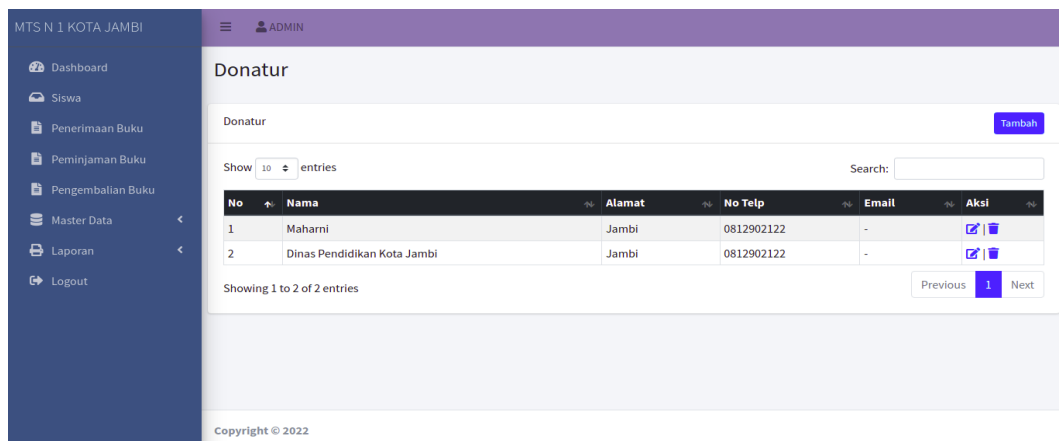 MTS N 1 KOTA JAMBI
ADMIN
Dashboard
Siswa
Penerimaan Buku
Peminjaman Buku
Pengembalian Buku
Master Data
Laporan
Logout
Donatur
Donatur Tambah
Show 10 entries Search:
No Nama Alamat No Telp Email Aksi
1 Maharni Jambi 0812902122 - |
2 Dinas Pendidikan Kota Jambi Jambi 0812902122 - |
Showing 1 to 2 of 2 entries Previous 1 Next
Copyright © 2022